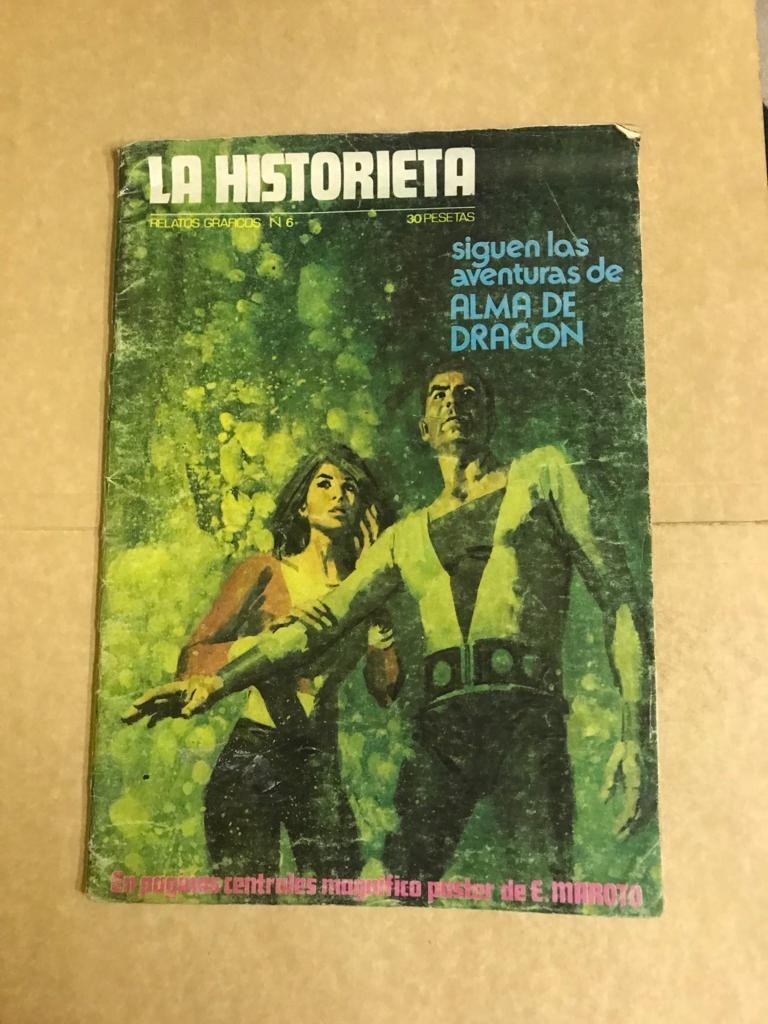 LA HISTORIETA
RELATOS GRAFICOS N 6
30 PESETAS
siguen las
aventuras de
ALMA DE
DRAGON
En paginas centrales magnifico poster de E. MAROTO